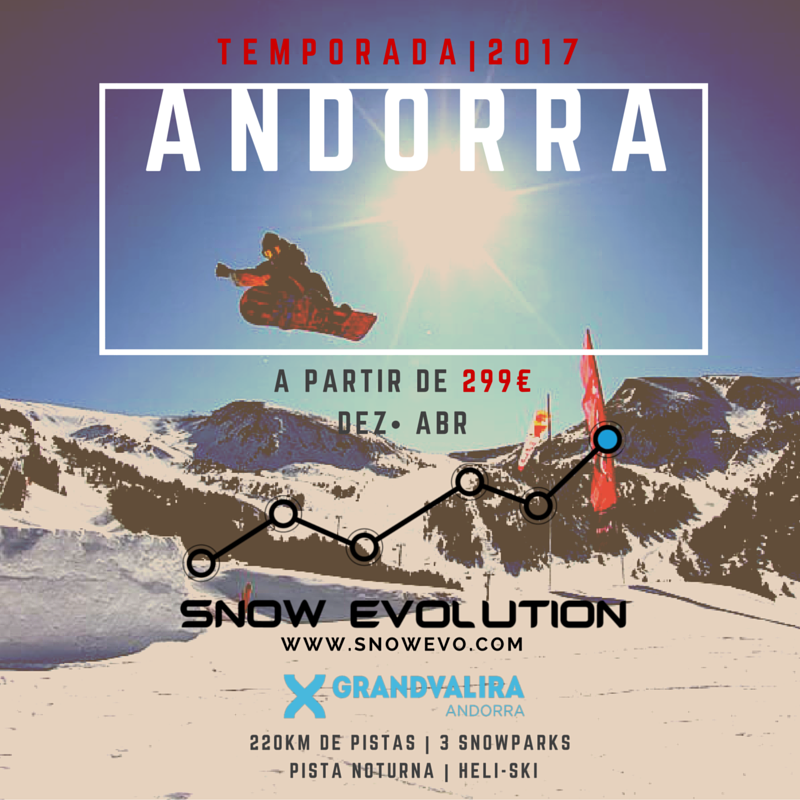 TEMPORADA|2017
ANDORRA
A PARTIR DE 299€
DEZ• ABR
SNOW EVOLUTION
WWW.SNOWEVO.COM
GRANDVALIRA
ANDORRA
220KM DE PISTAS | 3 SNOWPARKS
PISTA NOTURNA | HELI-SKI